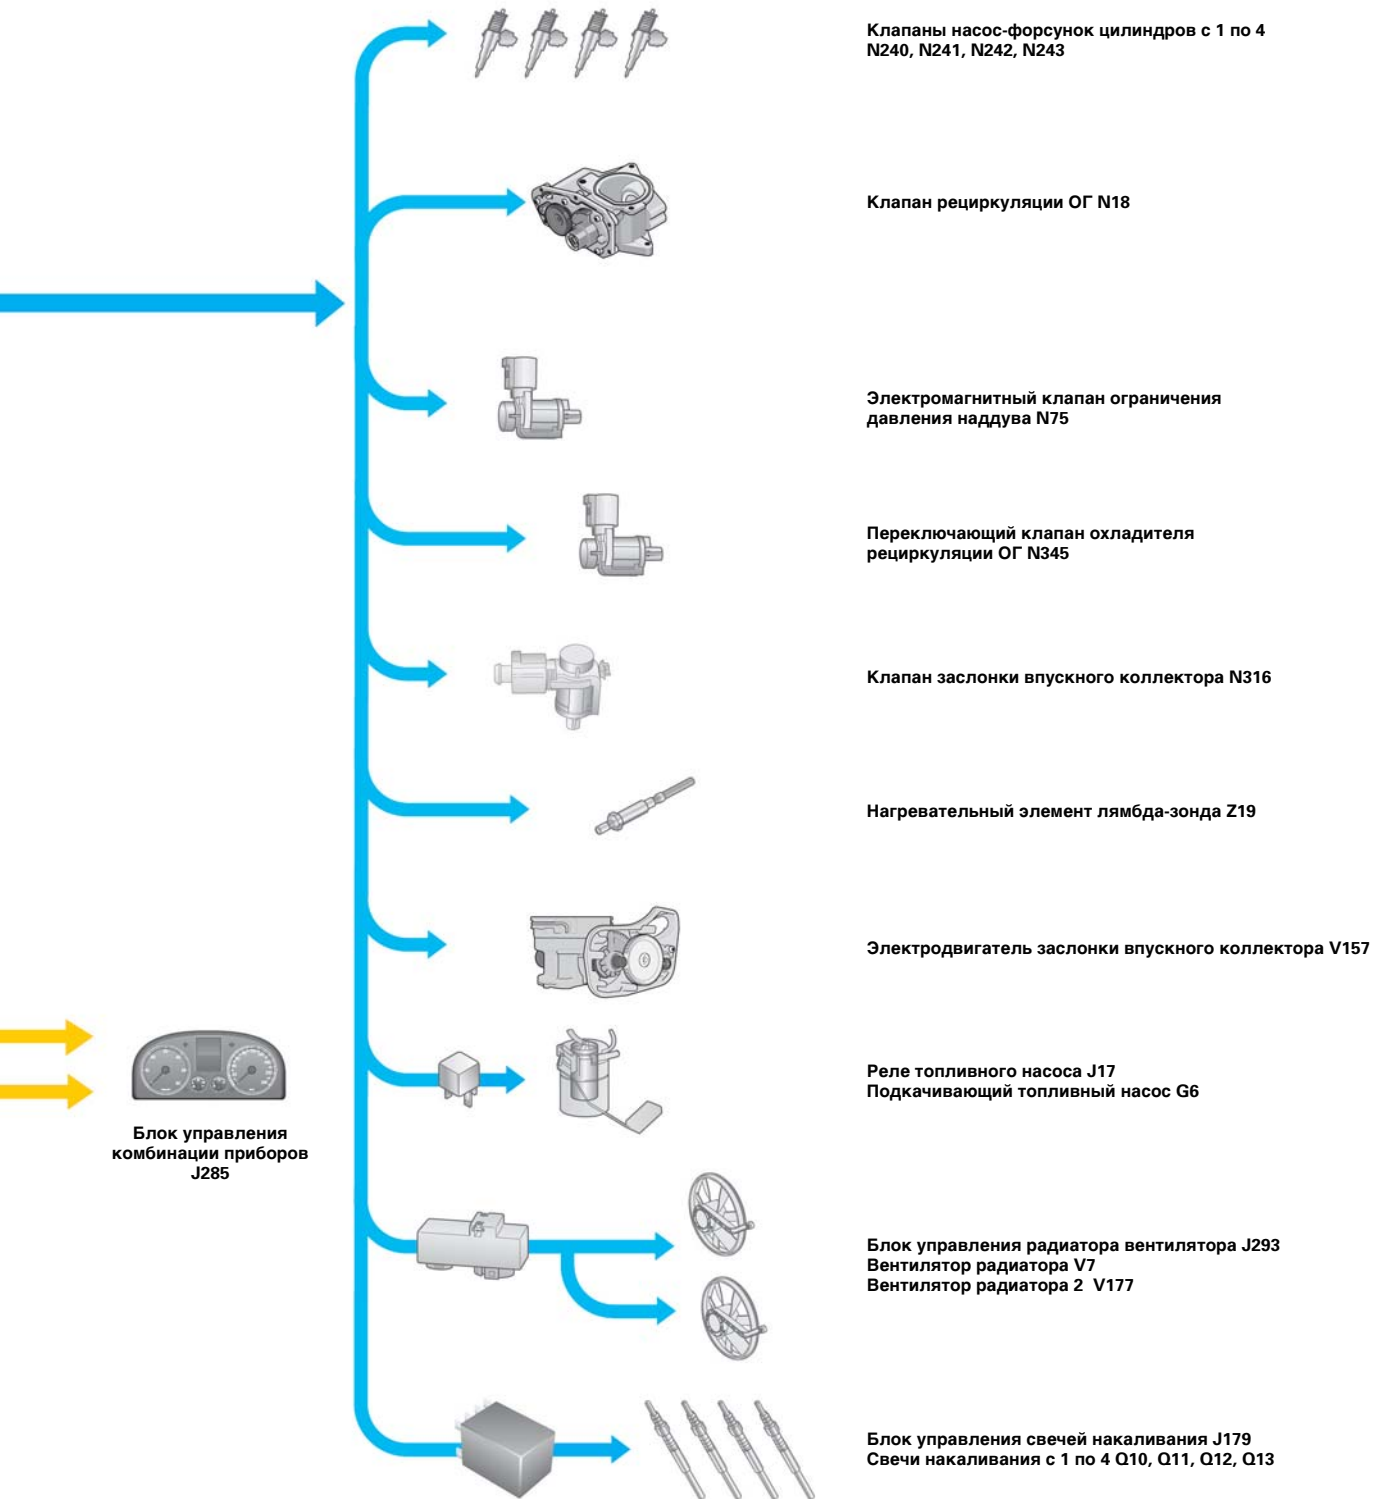 Клапаны насос-форсунок цилиндров с 1 по 4
N240, N241, N242, N243
Клапан рециркуляции ОГ N18
Электромагнитный клапан ограничения
давления наддува N75
Переключающий клапан охладителя
рециркуляции ОГ N345
Клапан заслонки впускного коллектора N316
Нагревательный элемент лямбда-зонда Z19
Электродвигатель заслонки впускного коллектора V157
Реле топливного насоса J17
Подкачивающий топливный насос G6
Блок управления
комбинации приборов
J285
Блок управления радиатора вентилятора J293
Вентилятор радиатора V7
Вентилятор радиатора 2 V177
Блок управления свечей накаливания J179
Свечи накаливания с 1 по 4 Q10, Q11, Q12, Q13